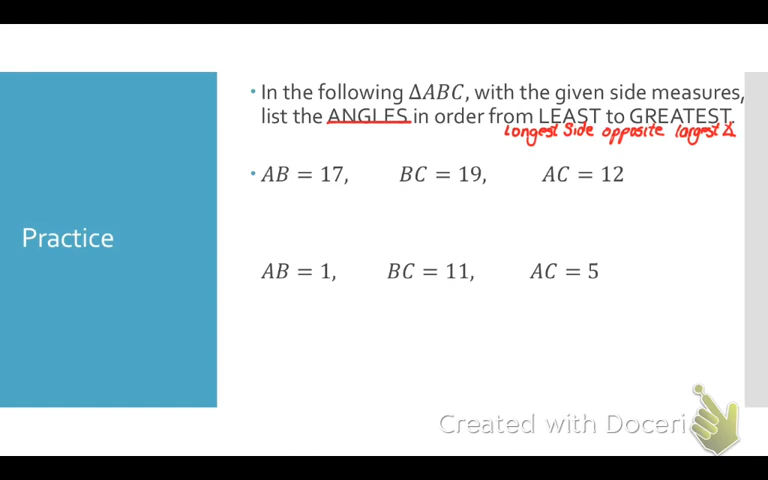 • In the following ΔABC, with the given side measures,
list the ANGLES in order from LEAST to GREATEST.
Longest Side opposite largest ∡
• AB = 17, BC = 19, AC = 12
Practice
AB = 1, BC = 11, AC = 5
Created with Doceri